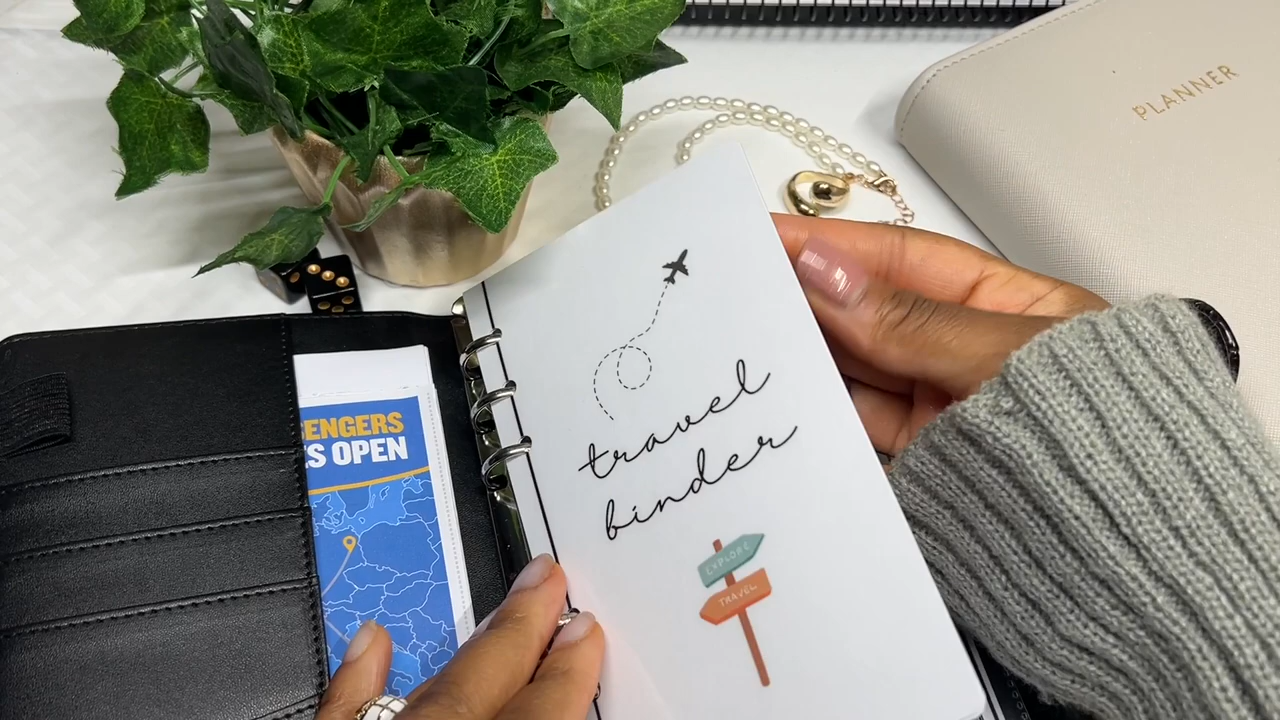 PLANNER
travel
binder
EXPLORE
TRAVEL
ENGERS
S OPEN